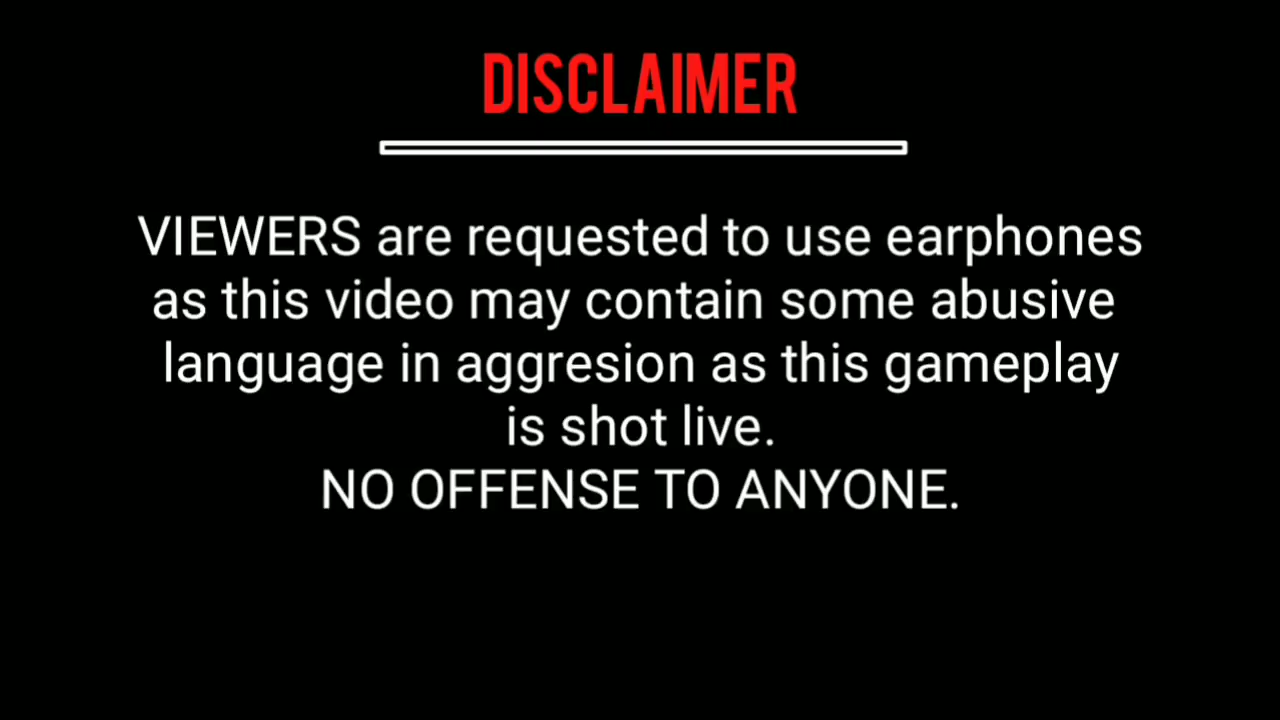 DISCLAIMER
VIEWERS are requested to use earphones
as this video may contain some abusive
language in aggresion as this gameplay
is shot live.
NO OFFENSE TO ANYONE.